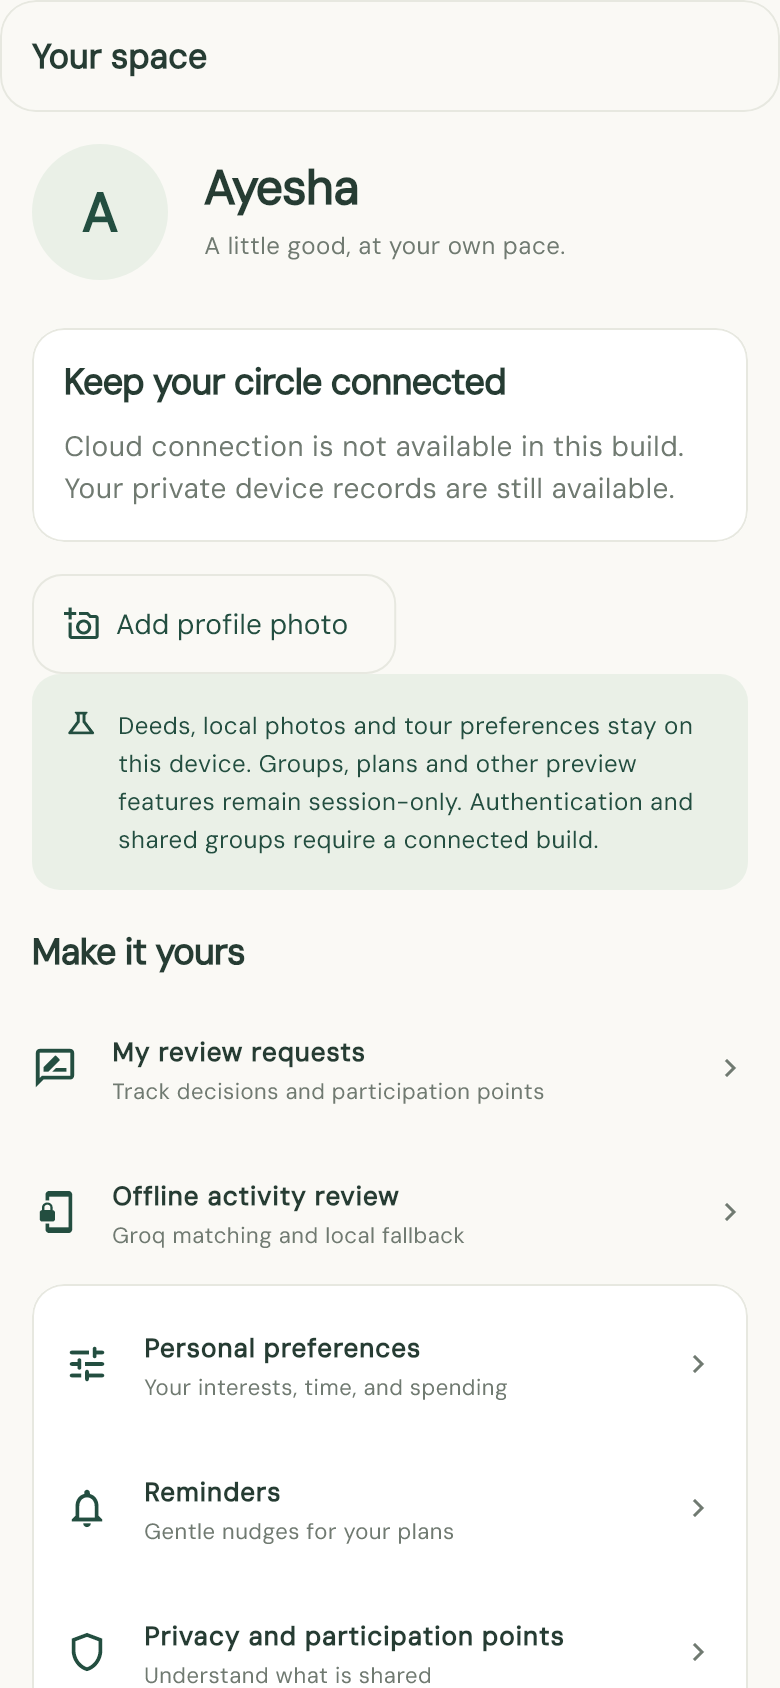 Your space
A
Ayesha
A little good, at your own pace.
Keep your circle connected
Cloud connection is not available in this build.
Your private device records are still available.
Add profile photo
Deeds, local photos and tour preferences stay on
this device. Groups, plans and other preview
features remain session-only. Authentication and
shared groups require a connected build.
Make it yours
My review requests
Track decisions and participation points
Offline activity review
Groq matching and local fallback
Personal preferences
Your interests, time, and spending
Reminders
Gentle nudges for your plans
Privacy and participation points
Understand what is shared